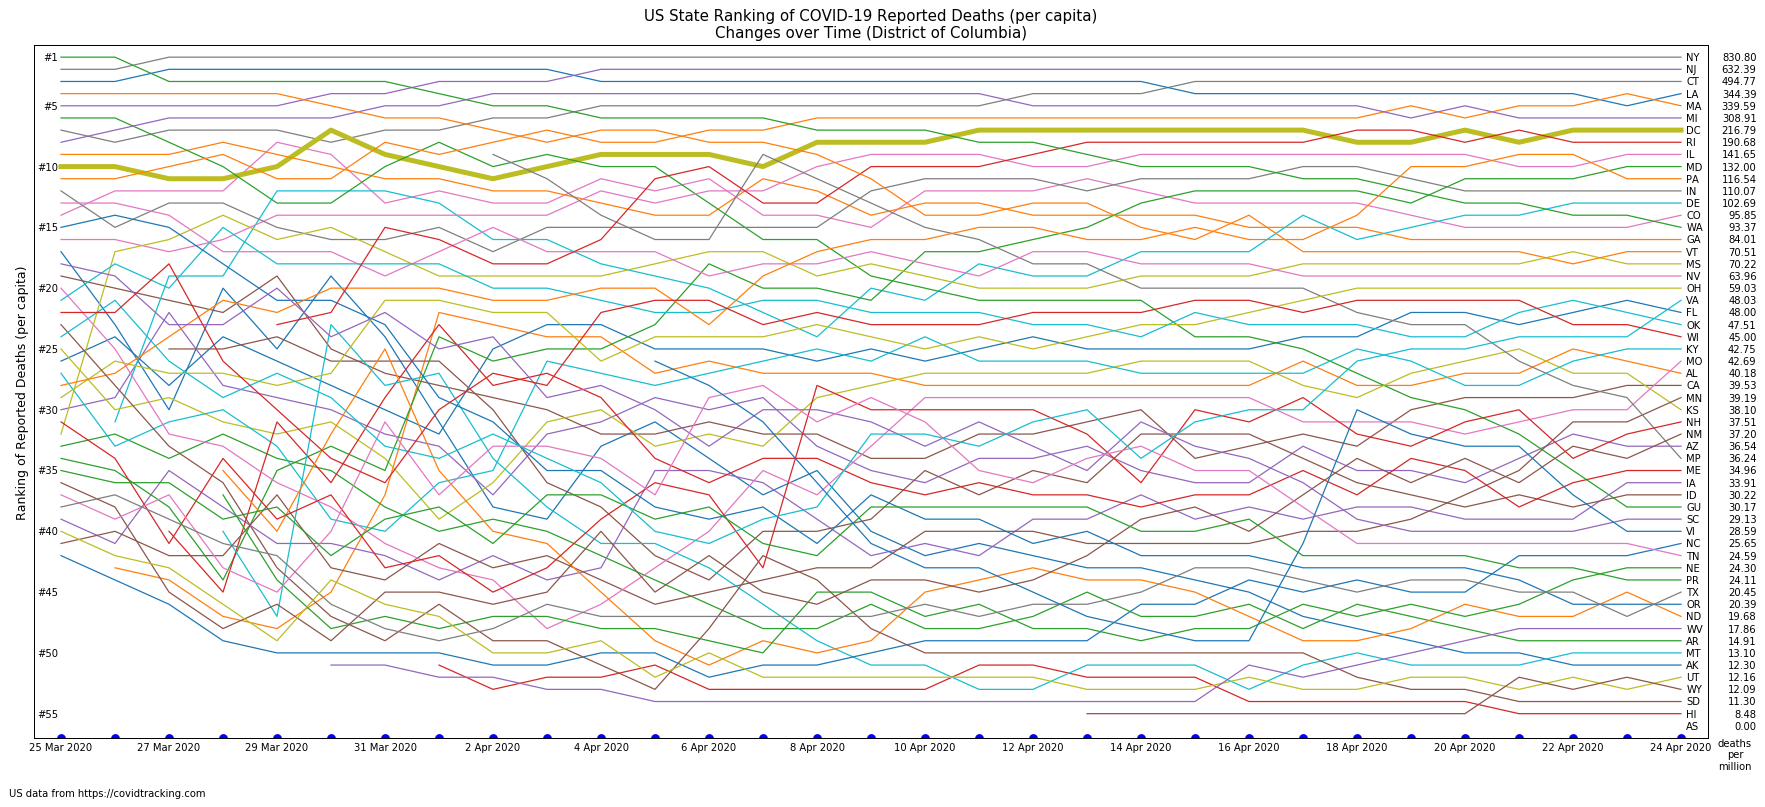 US State Ranking of COVID-19 Reported Deaths (per capita)
Changes over Time (District of Columbia)
Ranking of Reported Deaths (per capita)
#1
#5
#10
#15
#20
#25
#30
#35
#40
#45
#50
#55
NY 830.80
NJ 632.39
CT 494.77
LA 344.39
MA 339.59
MI 308.91
DC 216.79
RI 190.68
IL 141.65
MD 132.00
PA 116.54
IN 110.07
DE 102.69
CO 95.85
WA 93.37
GA 84.01
VT 70.51
MS 70.22
NV 63.96
OH 59.03
VA 48.03
FL 48.00
OK 47.51
WI 45.00
KY 42.75
MO 42.69
AL 40.18
CA 39.53
MN 39.19
KS 38.10
NH 37.51
NM 37.20
AZ 36.54
MP 36.24
ME 34.96
IA 33.91
ID 30.22
GU 30.17
SC 29.13
VI 28.59
NC 25.65
TN 24.59
NE 24.30
PR 24.11
TX 20.45
OR 20.39
ND 19.68
WV 17.86
AR 14.91
MT 13.10
AK 12.30
UT 12.16
WY 12.09
SD 11.30
HI 8.48
AS 0.00
25 Mar 2020 27 Mar 2020 29 Mar 2020 31 Mar 2020 2 Apr 2020 4 Apr 2020 6 Apr 2020 8 Apr 2020 10 Apr 2020 12 Apr 2020 14 Apr 2020 16 Apr 2020 18 Apr 2020 20 Apr 2020 22 Apr 2020 24 Apr 2020
deaths
per
million
US data from https://covidtracking.com